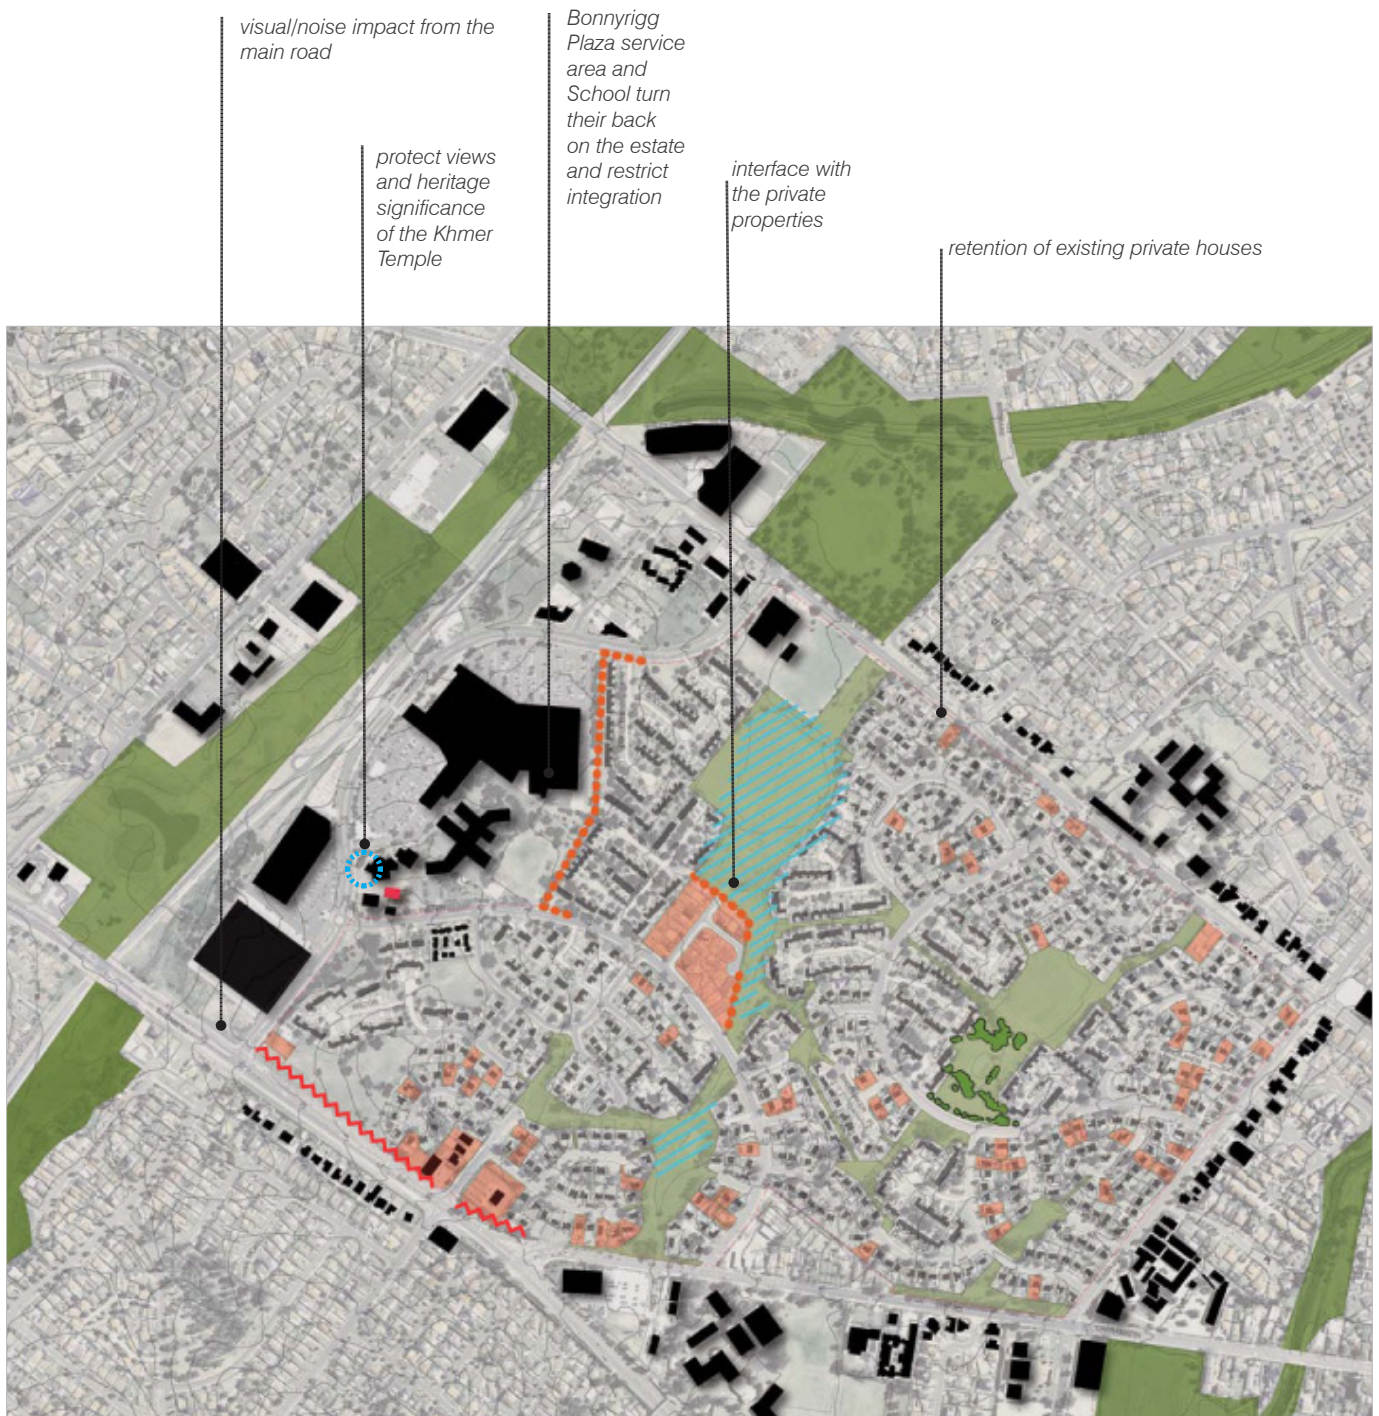 visual/noise impact from the
main road
protect views
and heritage
significance
of the Khmer
Temple
Bonnyrigg
Plaza service
area and
School turn
their back
on the estate
and restrict
integration
interface with
the private
properties
retention of existing private houses